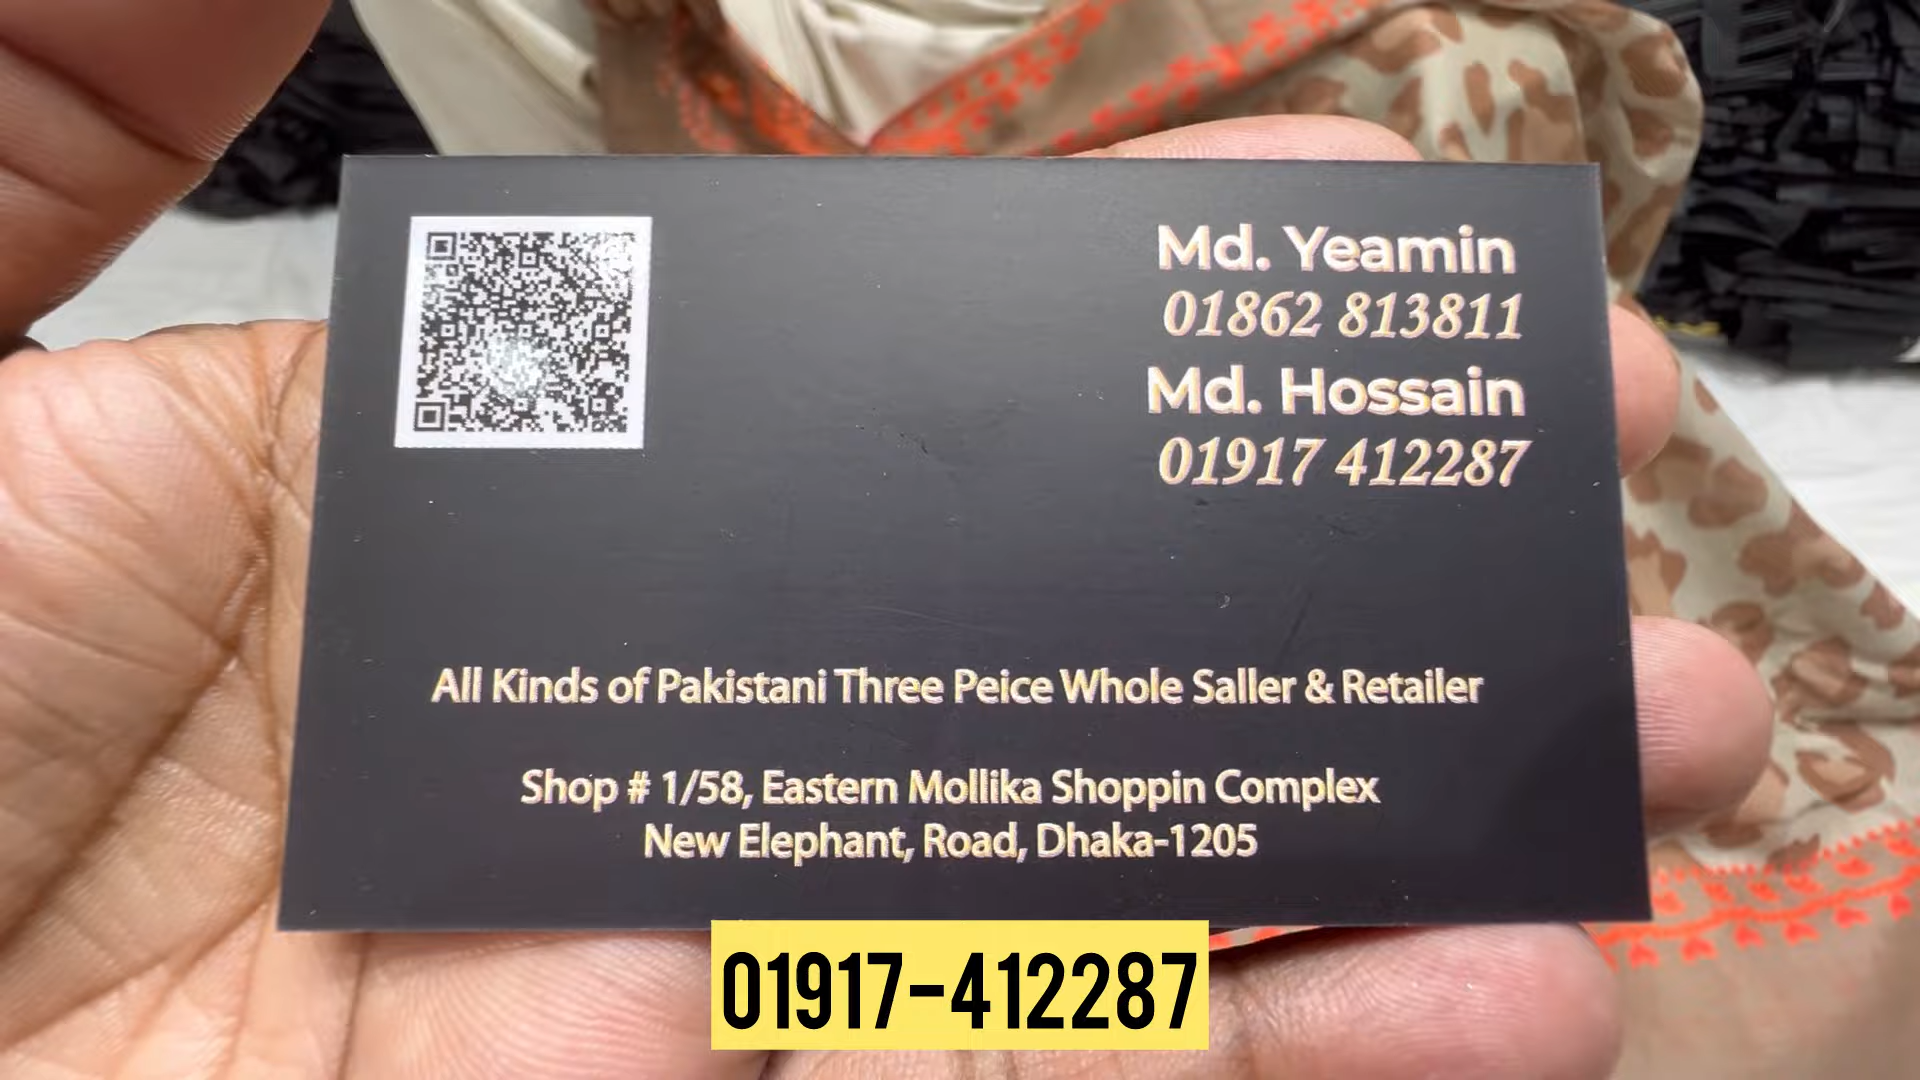 Md. Yeamin
01862 813811
Md. Hossain
01917 412287
All Kinds of Pakistani Three Peice Whole Saller & Retailer
Shop # 1/58, Eastern Mollika Shoppin Complex
New Elephant, Road, Dhaka-1205
01917-412287